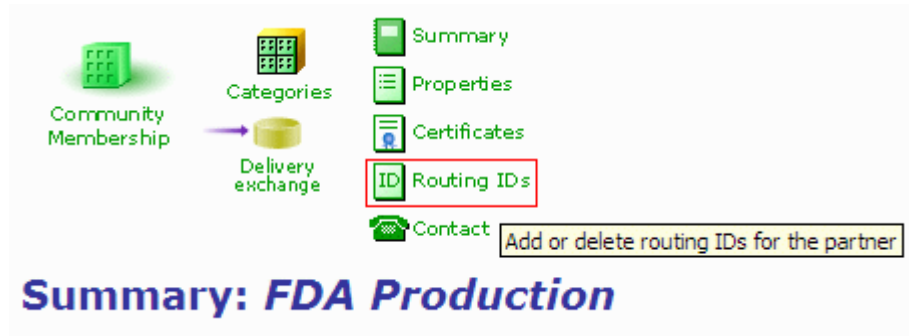 Community
Membership
Categories
Delivery
exchange
Summary
Properties
Certificates
ID Routing IDs
Contact
Add or delete routing IDs for the partner
Summary: FDA Production